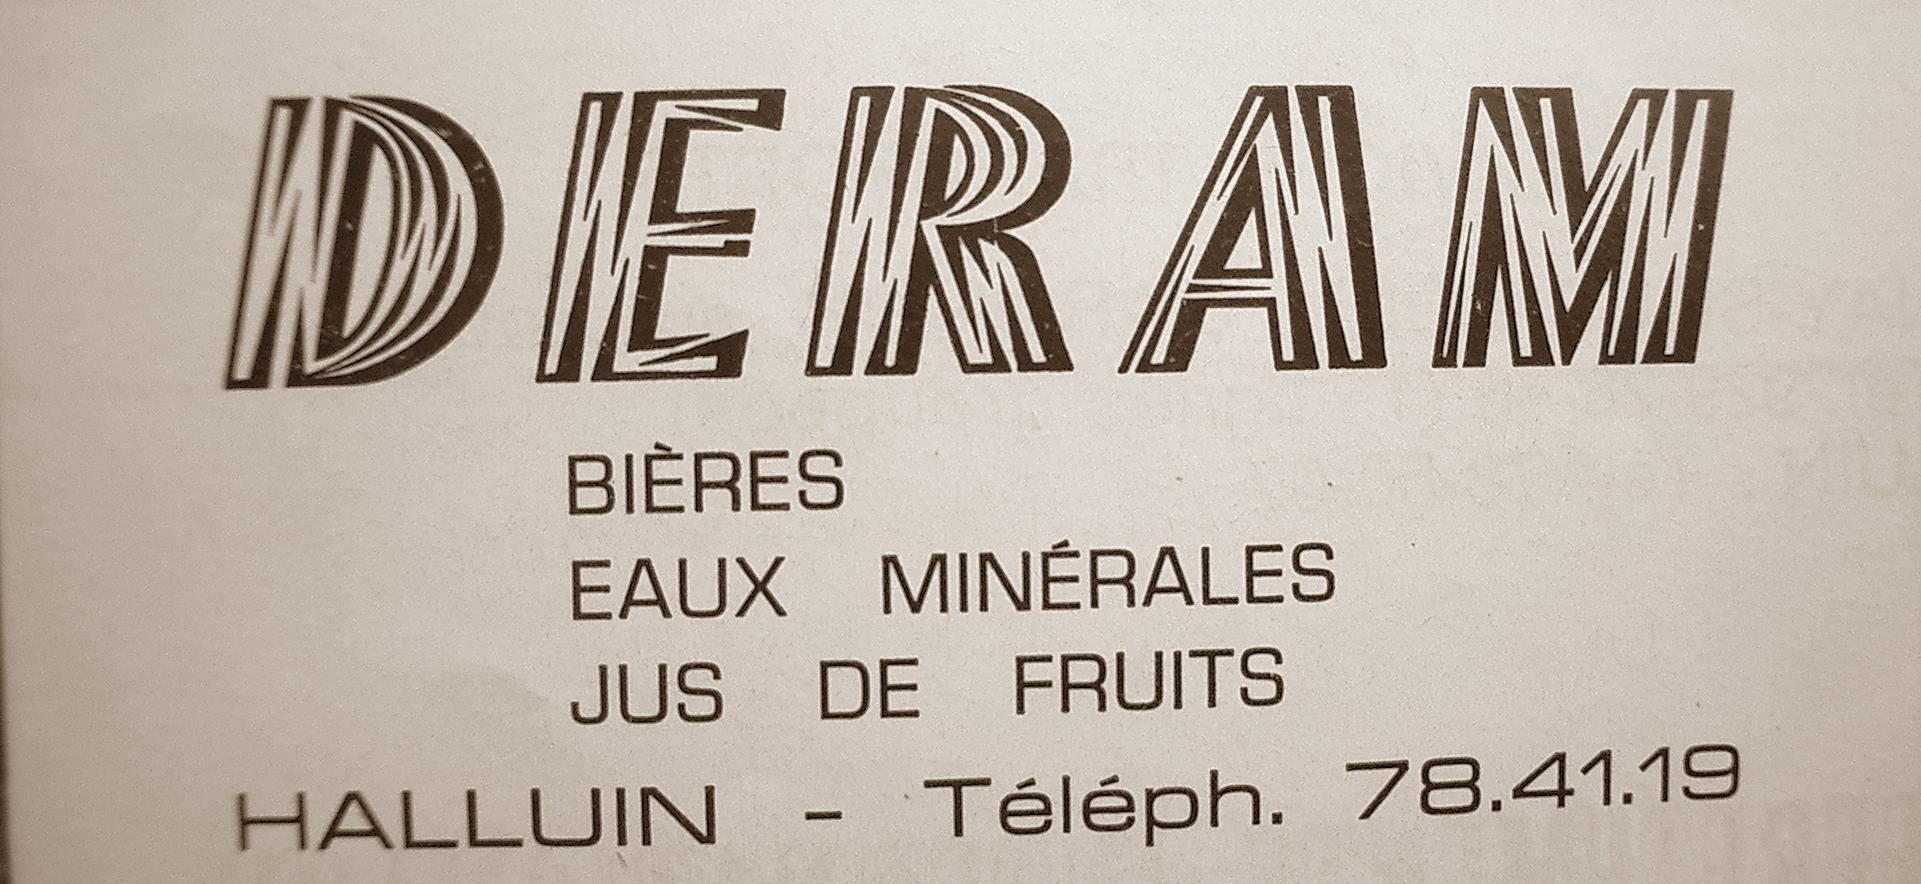 DERAM
BIÈRES
EAUX MINÉRALES
JUS DE FRUITS
HALLUIN - Téléph. 78.41.19